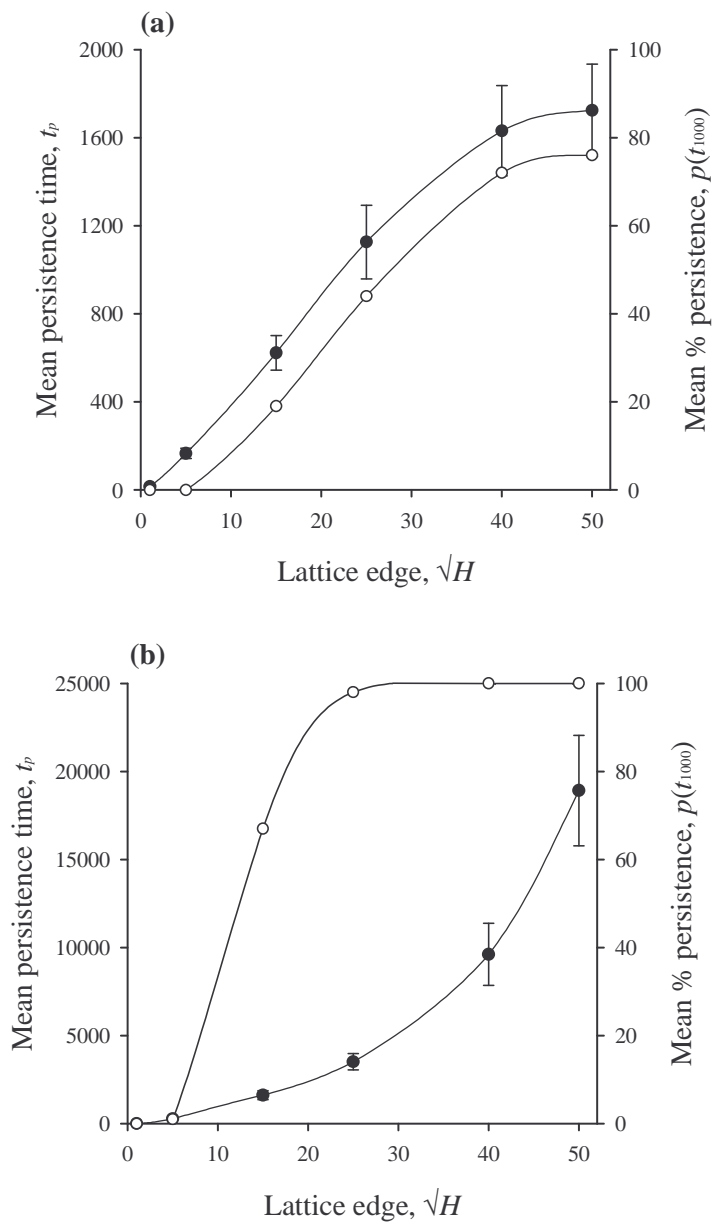 (a)
2000
1600
1200
800
400
0
Mean persistence time, tp
100
80
60
40
20
0
Mean % persistence, p(t1000)
0 10 20 30 40 50
Lattice edge, √H
(b)
25000
20000
15000
10000
5000
0
Mean persistence time, tp
100
80
60
40
20
0
Mean % persistence, p(t1000)
0 10 20 30 40 50
Lattice edge, √H